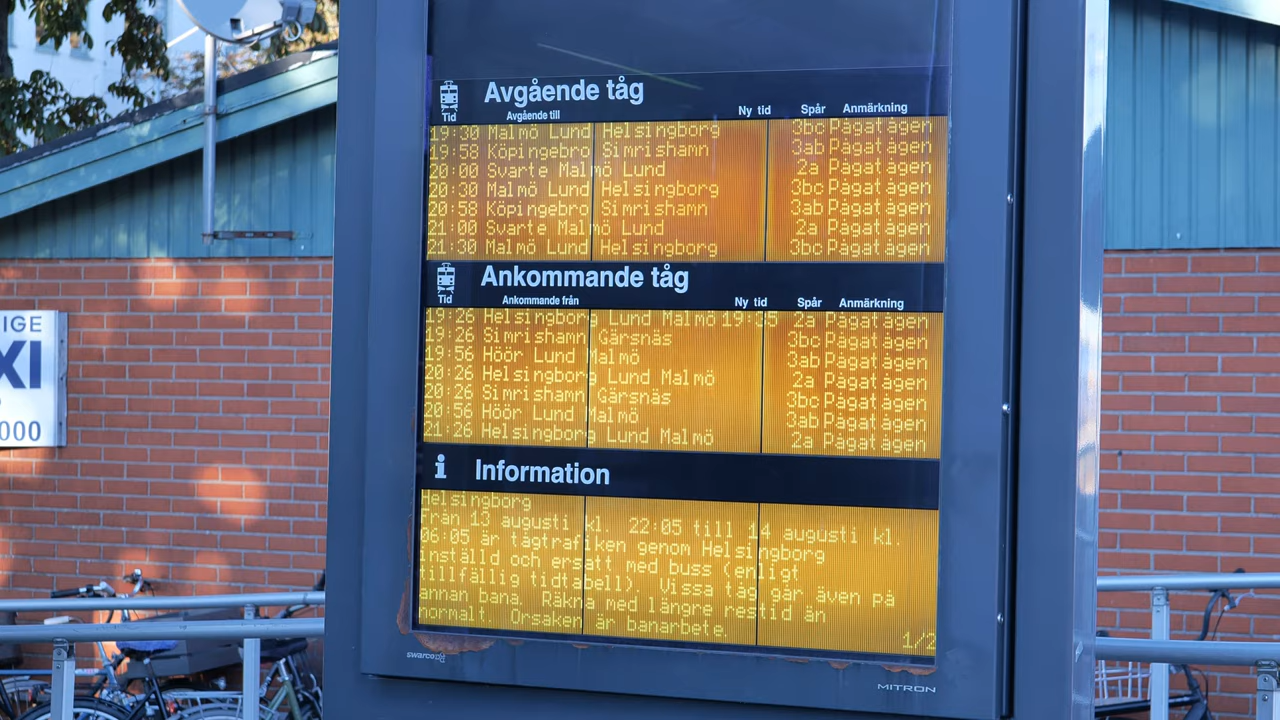 Avgående tåg
Tid Avgående till Ny tid Spår Anmärkning
19:30 Malmö Lund Helsingborg 3bc Pågatågen
19:58 Köpingebro Simrishamn 3ab Pågatågen
20:00 Svarte Malmö Lund 2a Pågatågen
20:30 Malmö Lund Helsingborg 3bc Pågatågen
20:58 Köpingebro Simrishamn 3ab Pågatågen
21:00 Svarte Malmö Lund 2a Pågatågen
21:30 Malmö Lund Helsingborg 3bc Pågatågen
Ankommande tåg
Tid Ankommande från Ny tid Spår Anmärkning
19:26 Helsingborg Lund Malmö 19:35 2a Pågatågen
19:26 Simrishamn Gärsnäs 3bc Pågatågen
19:56 Höör Lund Malmö 3ab Pågatågen
20:26 Helsingborg Lund Malmö 2a Pågatågen
20:26 Simrishamn Gärsnäs 3bc Pågatågen
20:56 Höör Lund Malmö 3ab Pågatågen
21:26 Helsingborg Lund Malmö 2a Pågatågen
i Information
Helsingborg
Från 13 augusti kl. 22:05 till 14 augusti kl.
06:05 är tågtrafiken genom Helsingborg
inställd och ersatt med buss (enligt
tillfällig tidtabell). Vissa tåg går även på
annan bana. Räkna med längre restid än
normalt. Orsaken är banarbete.
1/2
swarco
MITRON
IGE
XI
000